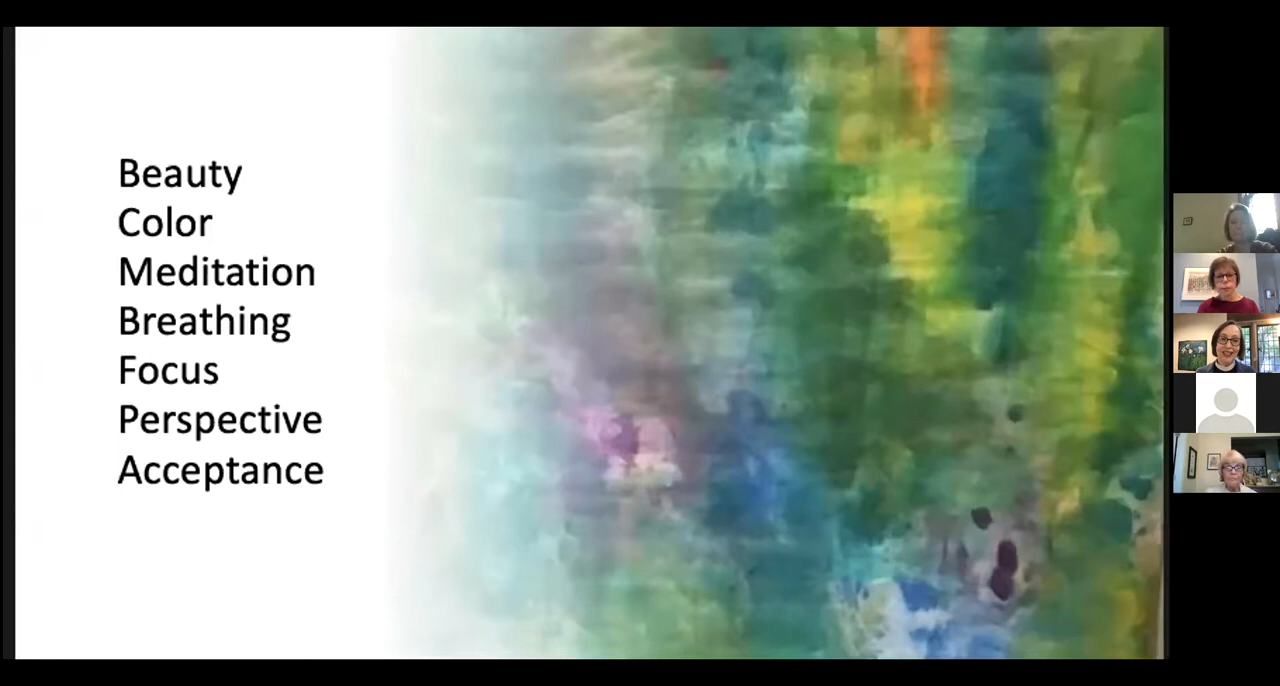 Beauty
Color
Meditation
Breathing
Focus
Perspective
Acceptance